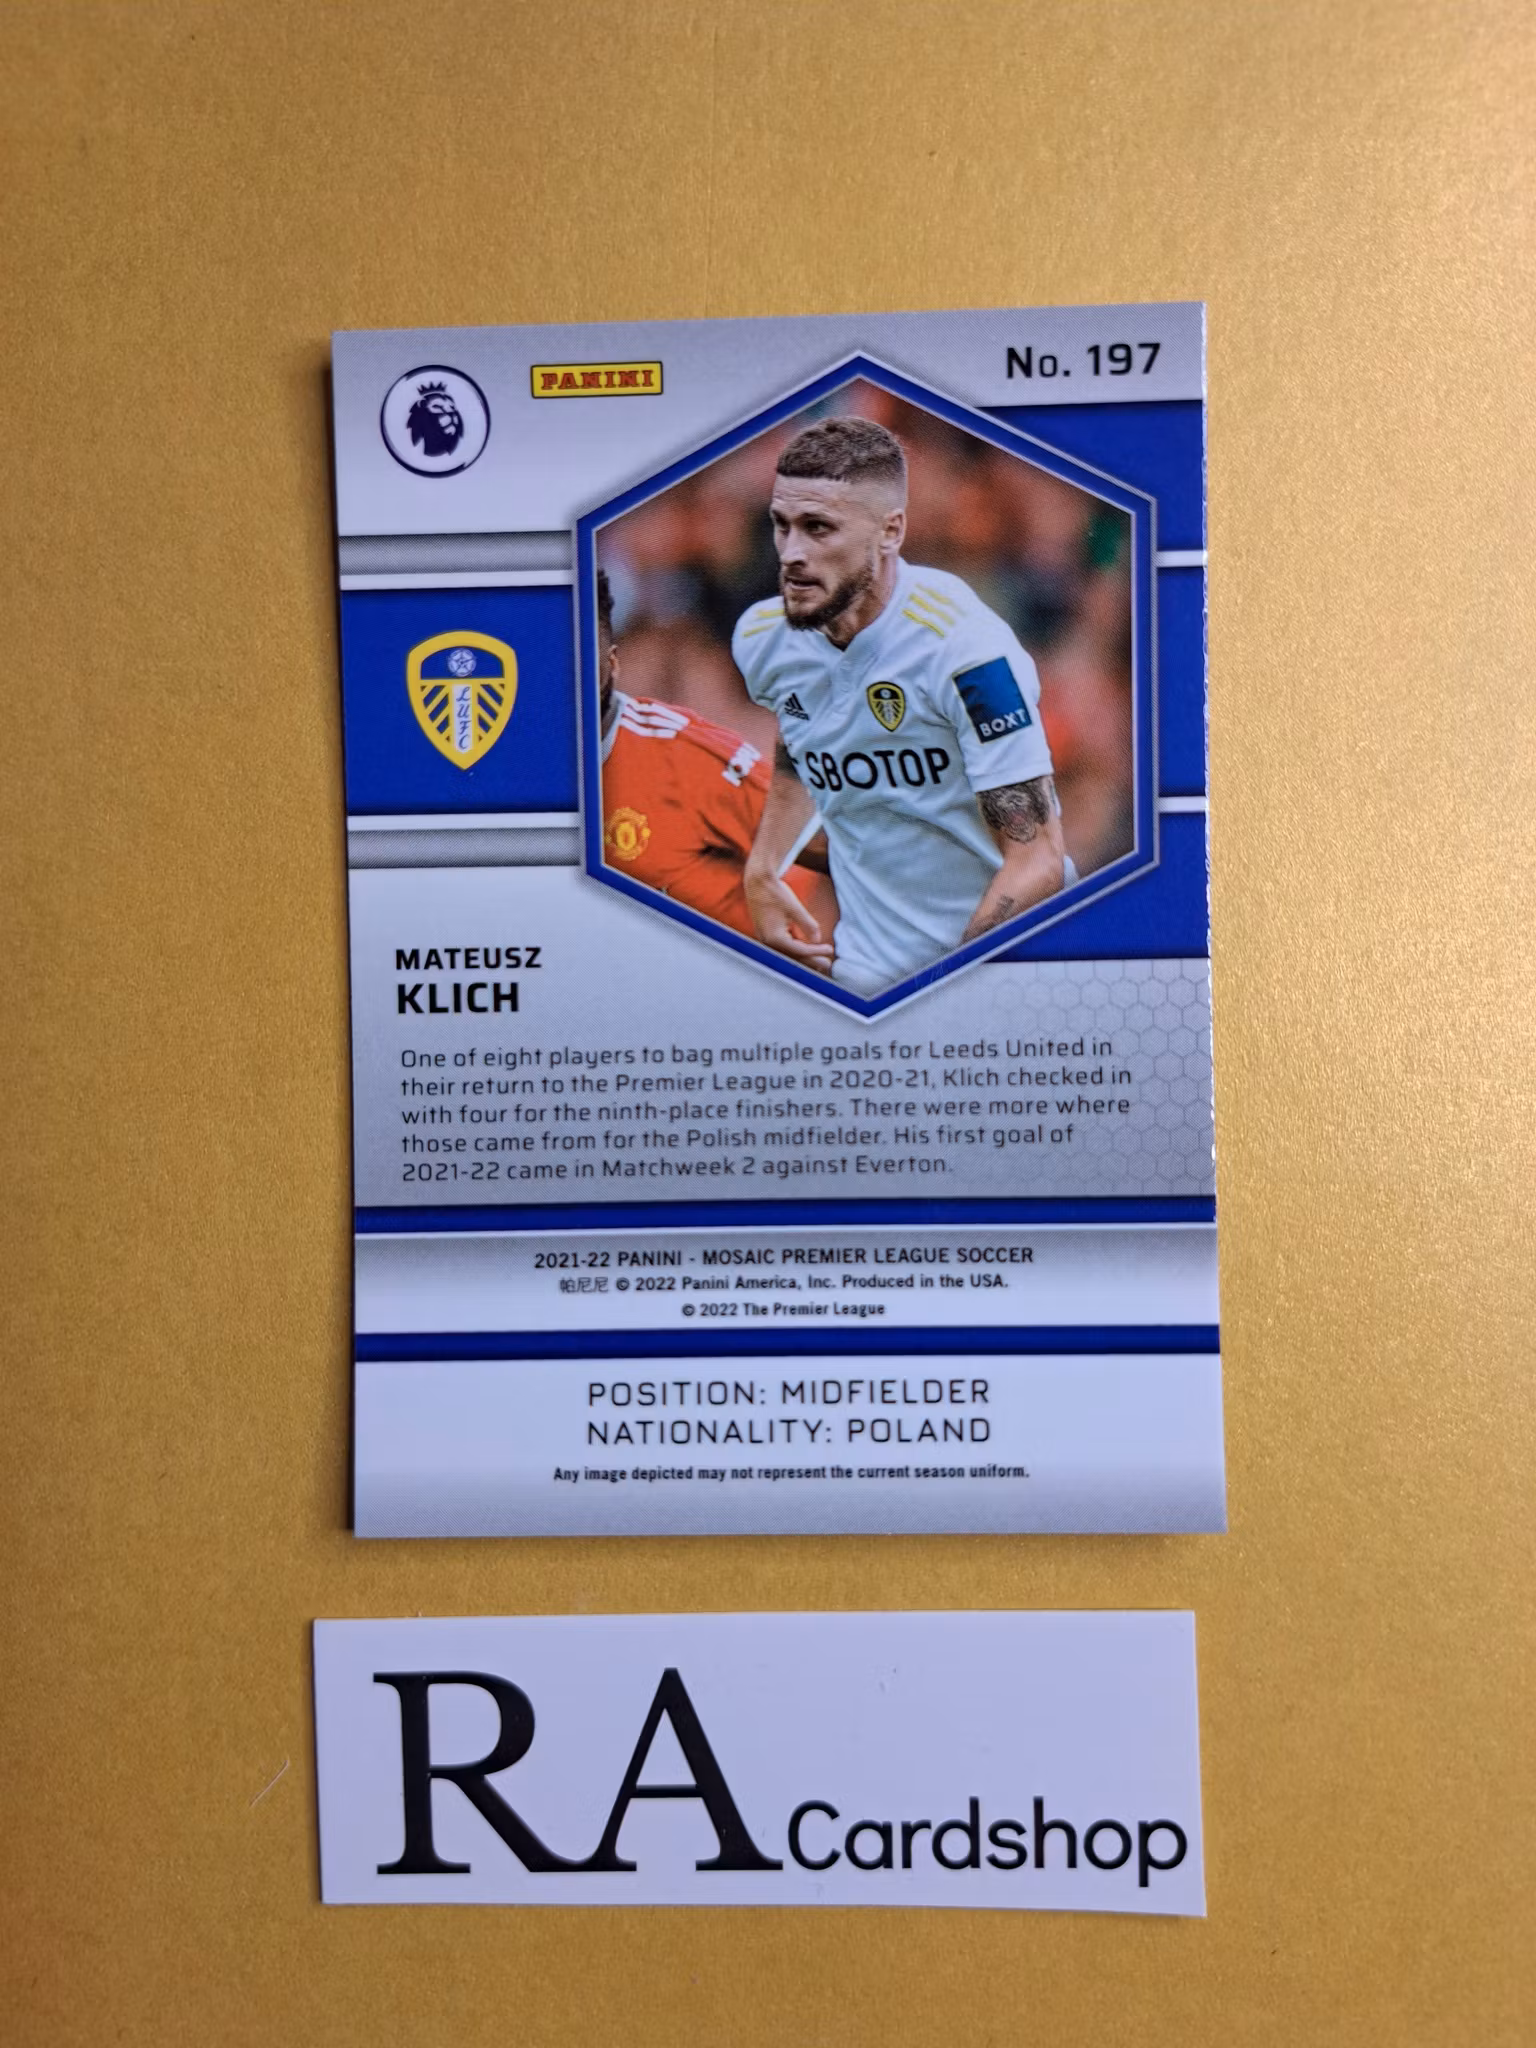 PANINI
No. 197
LUFC
BOXT
SBOTOP
MATEUSZ
KLICH
One of eight players to bag multiple goals for Leeds United in
their return to the Premier League in 2020-21, Klich checked in
with four for the ninth-place finishers. There were more where
those came from for the Polish midfielder. His first goal of
2021-22 came in Matchweek 2 against Everton.
2021-22 PANINI - MOSAIC PREMIER LEAGUE SOCCER
帕尼尼 © 2022 Panini America, Inc. Produced in the USA.
© 2022 The Premier League
POSITION: MIDFIELDER
NATIONALITY: POLAND
Any image depicted may not represent the current season uniform.
RA Cardshop